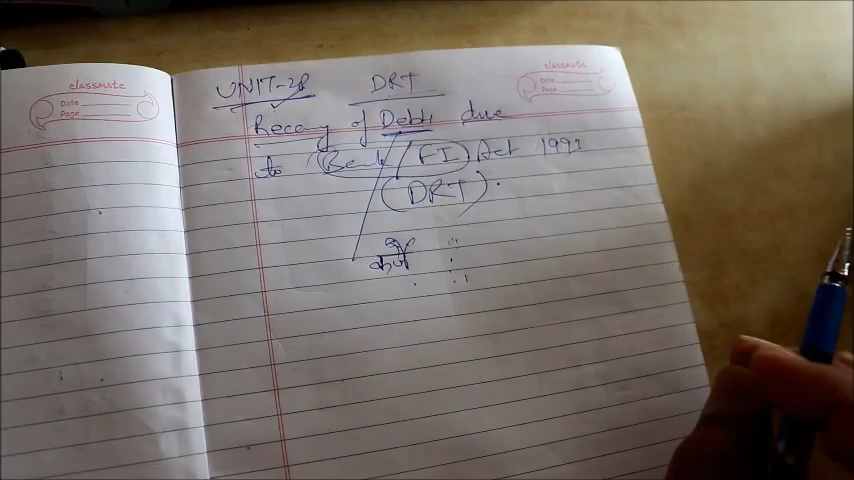 classmate
Date
Page
classmate
Date
Page
UNIT-28 DRT
Recovery of Debts due
to Bank / FI) Act 1993
(DRT).